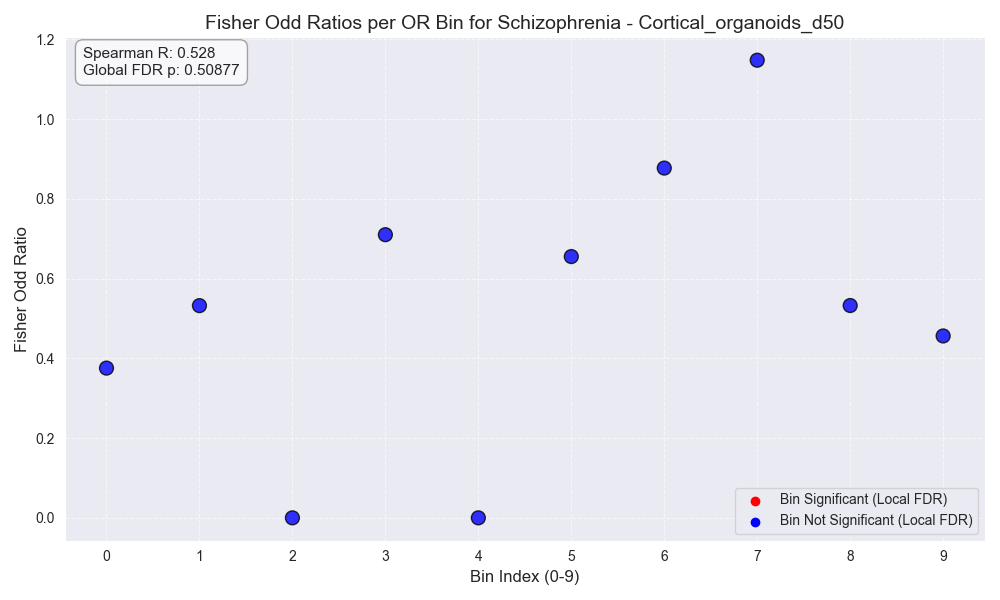 Fisher Odd Ratios per OR Bin for Schizophrenia - Cortical_organoids_d50
Spearman R: 0.528
Global FDR p: 0.50877
Fisher Odd Ratio
1.2
1.0
0.8
0.6
0.4
0.2
0.0
Bin Significant (Local FDR)
Bin Not Significant (Local FDR)
0 1 2 3 4 5 6 7 8 9
Bin Index (0-9)